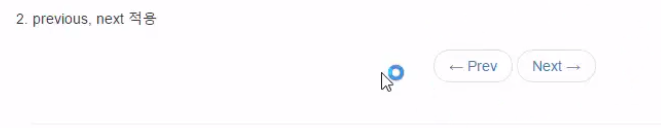 2. previous, next 적용
← Prev
Next →